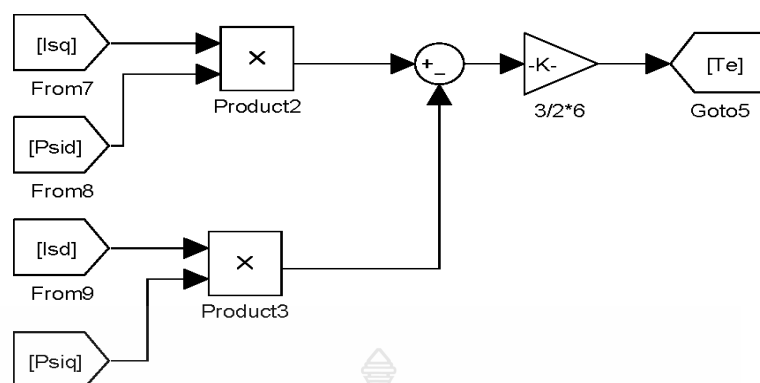 [Isq]
From7
×
Product2
[Psid]
From8
+
−
-K-
3/2*6
[Te]
Goto5
[Isd]
From9
×
Product3
[Psiq]